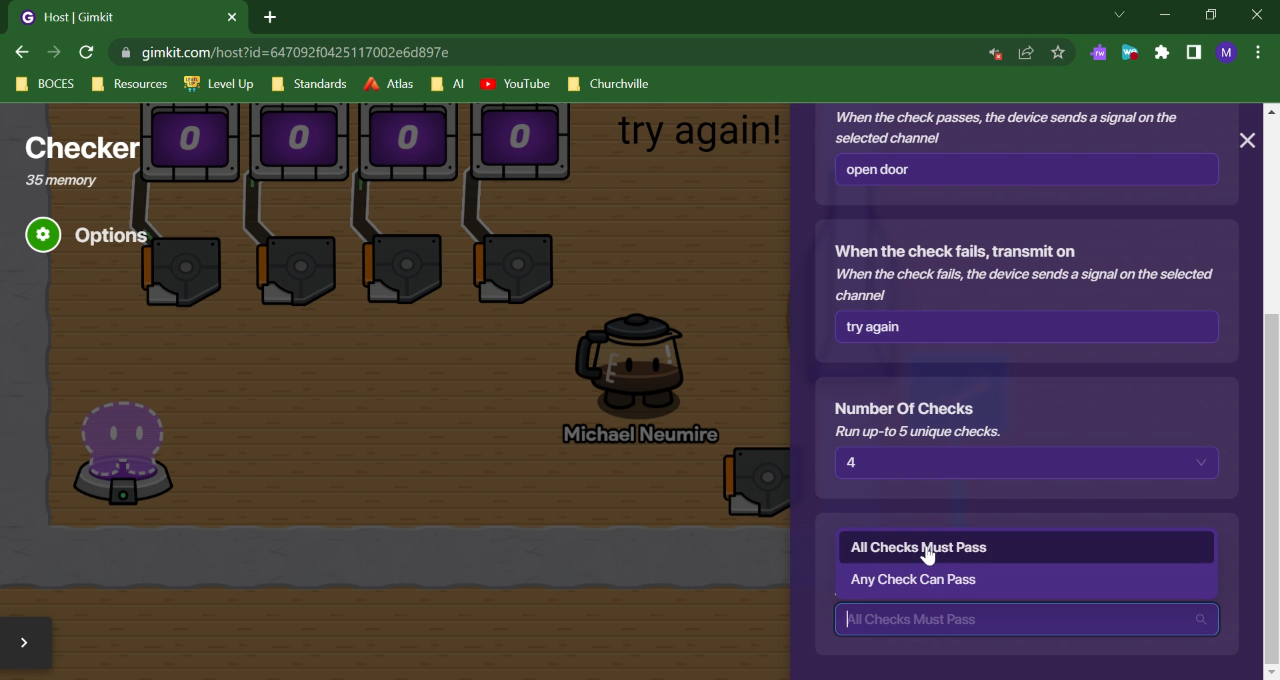 Host | Gimkit
gimkit.com/host?id=647092f0425117002e6d897e
M
BOCES
Resources
Level Up
Standards
Atlas
AI
YouTube
Churchville
Checker
35 memory
Options
0
0
0
0
try again!
Michael Neumire
When the check passes, the device sends a signal on the
selected channel
open door
When the check fails, transmit on
When the check fails, the device sends a signal on the selected
channel
try again
Number Of Checks
Run up-to 5 unique checks.
4
All Checks Must Pass
Any Check Can Pass
All Checks Must Pass